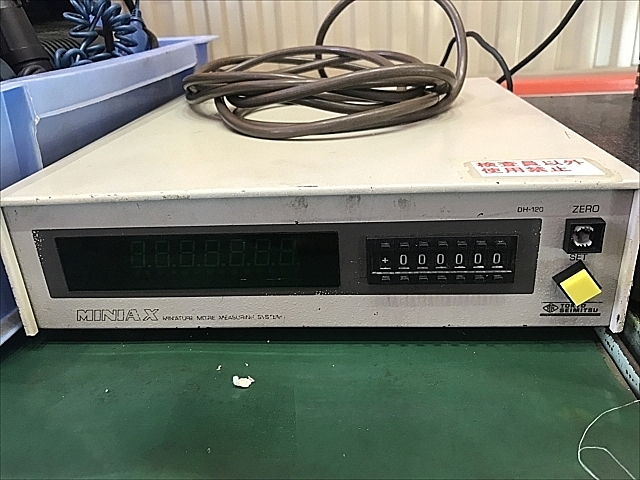 検査員以外
使用禁止
DH-120
ZERO
SET
+ 000000
MINIAX MINIATURE MOIRE MEASURING SYSTEM
TOKYO
SEIMITSU